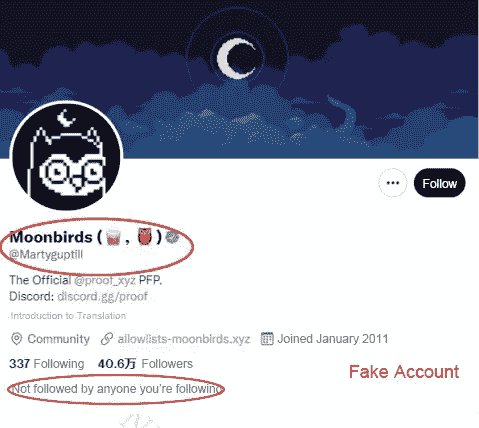 Follow
Moonbirds (🥃, 🦉)
@Martyguptill
The Official @proof_xyz PFP.
Discord: discord.gg/proof
Introduction to Translation
Community allowlists-moonbirds.xyz Joined January 2011
337 Following 40.6万 Followers
Not followed by anyone you're following
Fake Account